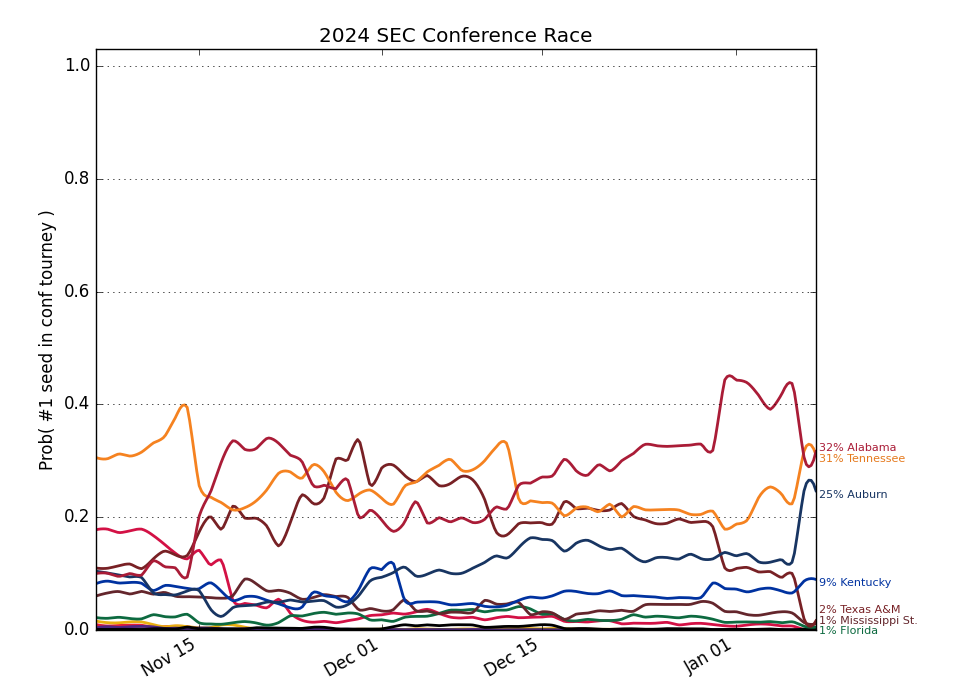 2024 SEC Conference Race
Prob( #1 seed in conf tourney )
1.0
0.8
0.6
0.4
0.2
0.0
Nov 15
Dec 01
Dec 15
Jan 01
32% Alabama
31% Tennessee
25% Auburn
9% Kentucky
2% Texas A&M
1% Mississippi St.
1% Florida